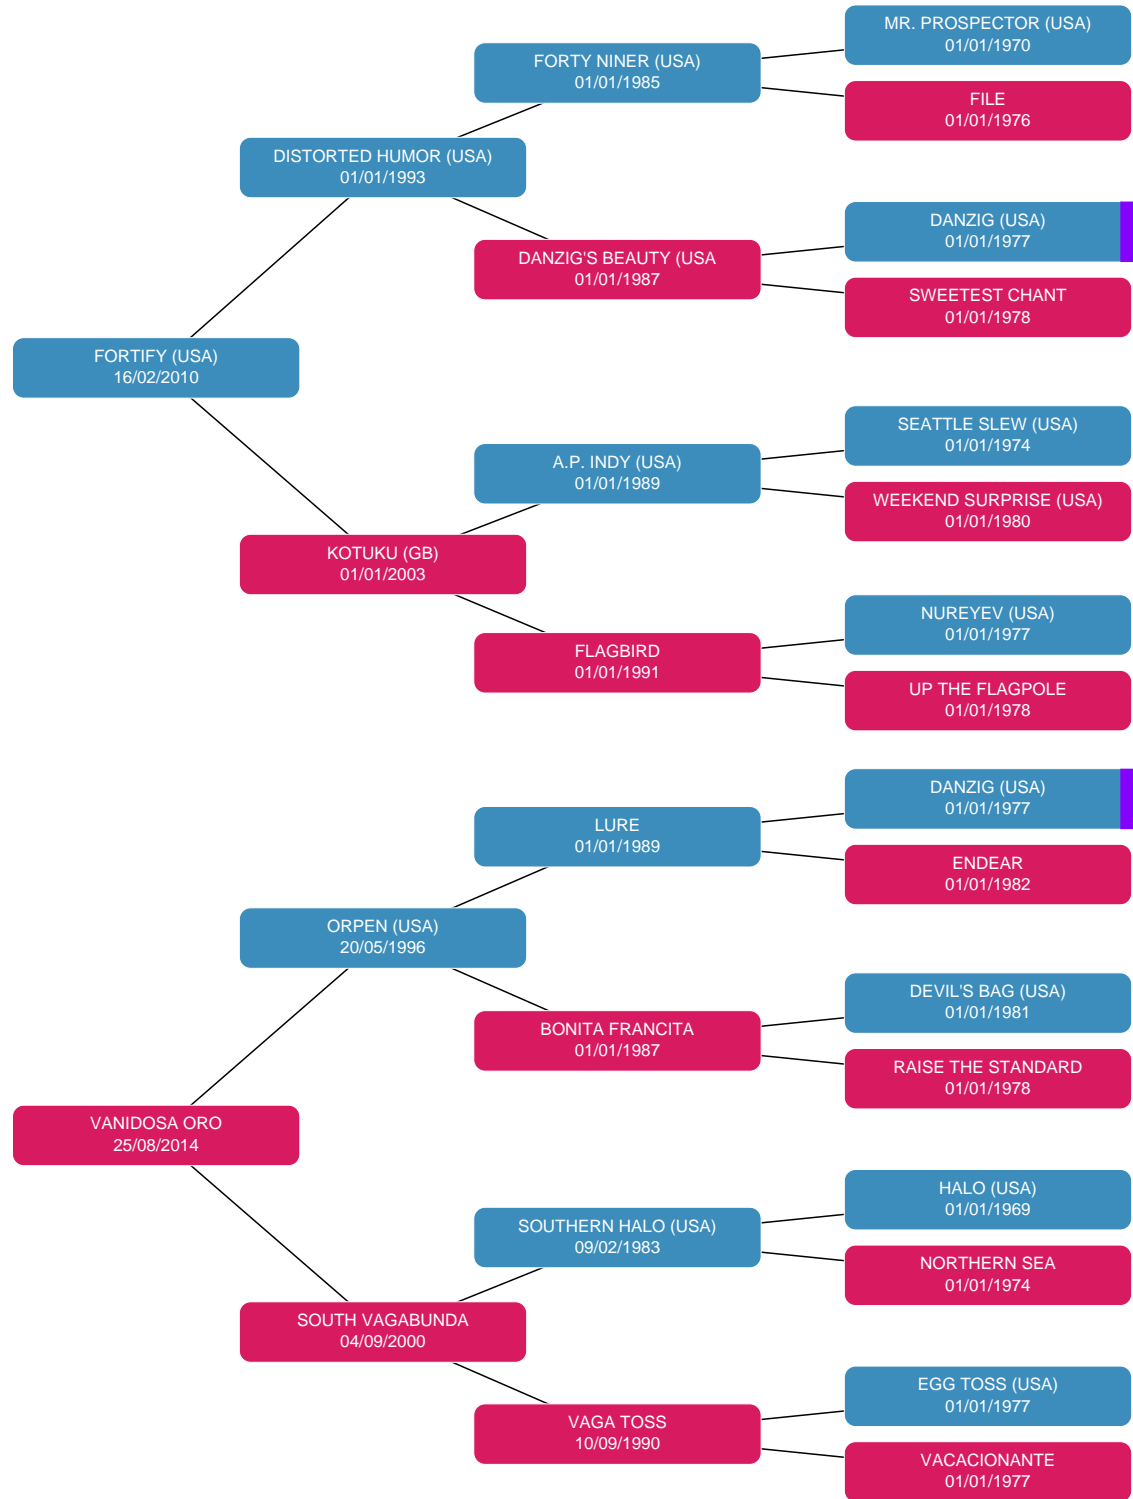 MR. PROSPECTOR (USA)
01/01/1970
FORTY NINER (USA)
01/01/1985
FILE
01/01/1976
DISTORTED HUMOR (USA)
01/01/1993
DANZIG (USA)
01/01/1977
DANZIG'S BEAUTY (USA
01/01/1987
SWEETEST CHANT
01/01/1978
FORTIFY (USA)
16/02/2010
SEATTLE SLEW (USA)
01/01/1974
A.P. INDY (USA)
01/01/1989
WEEKEND SURPRISE (USA)
01/01/1980
KOTUKU (GB)
01/01/2003
NUREYEV (USA)
01/01/1977
FLAGBIRD
01/01/1991
UP THE FLAGPOLE
01/01/1978
DANZIG (USA)
01/01/1977
LURE
01/01/1989
ENDEAR
01/01/1982
ORPEN (USA)
20/05/1996
DEVIL'S BAG (USA)
01/01/1981
BONITA FRANCITA
01/01/1987
RAISE THE STANDARD
01/01/1978
VANIDOSA ORO
25/08/2014
HALO (USA)
01/01/1969
SOUTHERN HALO (USA)
09/02/1983
NORTHERN SEA
01/01/1974
SOUTH VAGABUNDA
04/09/2000
EGG TOSS (USA)
01/01/1977
VAGA TOSS
10/09/1990
VACACIONANTE
01/01/1977